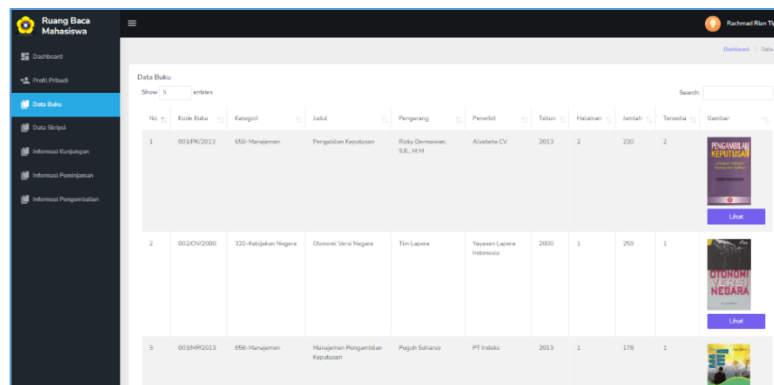 Ruang Baca
Mahasiswa
Rachmad Rian
Dashboard
Dashboard > Data
Profil Pribadi
Data Buku
Data Skripsi
Informasi Kunjungan
Informasi Peminjaman
Informasi Pengembalian
Data Buku
Show 5 entries
Search:
No Kode Buku Kategori Judul Pengarang Penerbit Tahun Halaman Jumlah Tersedia Gambar
1 001/PK/2013 658-Manajemen Pengabilan Keputusan Rizky Dermawan, Alvabeta CV 2013 2 230 2
S.E., M.M
PENGAMBILAN
KEPUTUSAN
Lihat
2 002/OV/2000 320-Kebijakan Negara Otonomi Versi Negara Tim Lapera Yayasan Lapera 2000 1 259 1
Indonesia
OTONOMI
VERSI
NEGARA
Lihat
3 003/MP/2013 658-Manajemen Manajemen Pengambilan Puguh Suharso PT Indeks 2013 1 178 1
Keputusan